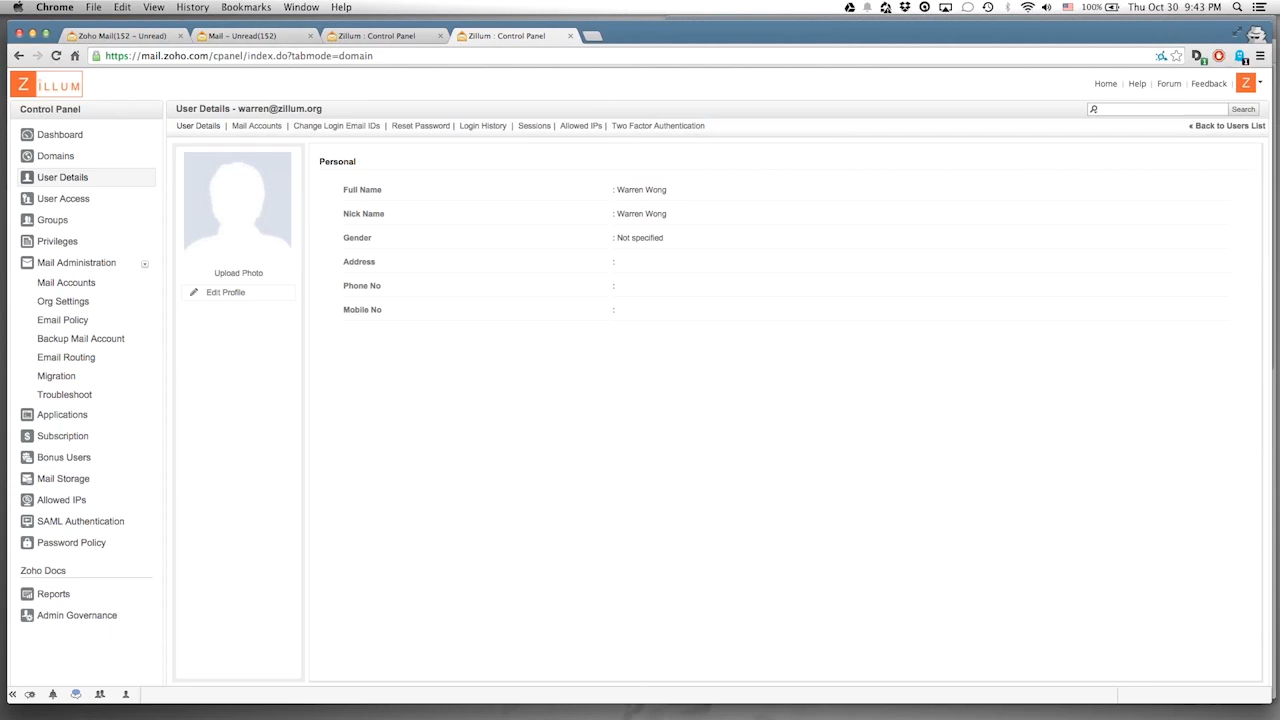 Chrome File Edit View History Bookmarks Window Help 100% Thu Oct 30 9:43 PM
Zoho Mail(152 – Unread) Mail – Unread(152) Zillum : Control Panel Zillum : Control Panel
https://mail.zoho.com/cpanel/index.do?tabmode=domain
ZILLUM Home | Help | Forum | Feedback Z
Control Panel
User Details - warren@zillum.org
Search
User Details | Mail Accounts | Change Login Email IDs | Reset Password | Login History | Sessions | Allowed IPs | Two Factor Authentication
« Back to Users List
Dashboard
Domains
User Details
User Access
Groups
Privileges
Mail Administration
Mail Accounts
Org Settings
Email Policy
Backup Mail Account
Email Routing
Migration
Troubleshoot
Applications
Subscription
Bonus Users
Mail Storage
Allowed IPs
SAML Authentication
Password Policy
Zoho Docs
Reports
Admin Governance
Upload Photo
Edit Profile
Personal
Full Name : Warren Wong
Nick Name : Warren Wong
Gender : Not specified
Address :
Phone No :
Mobile No :